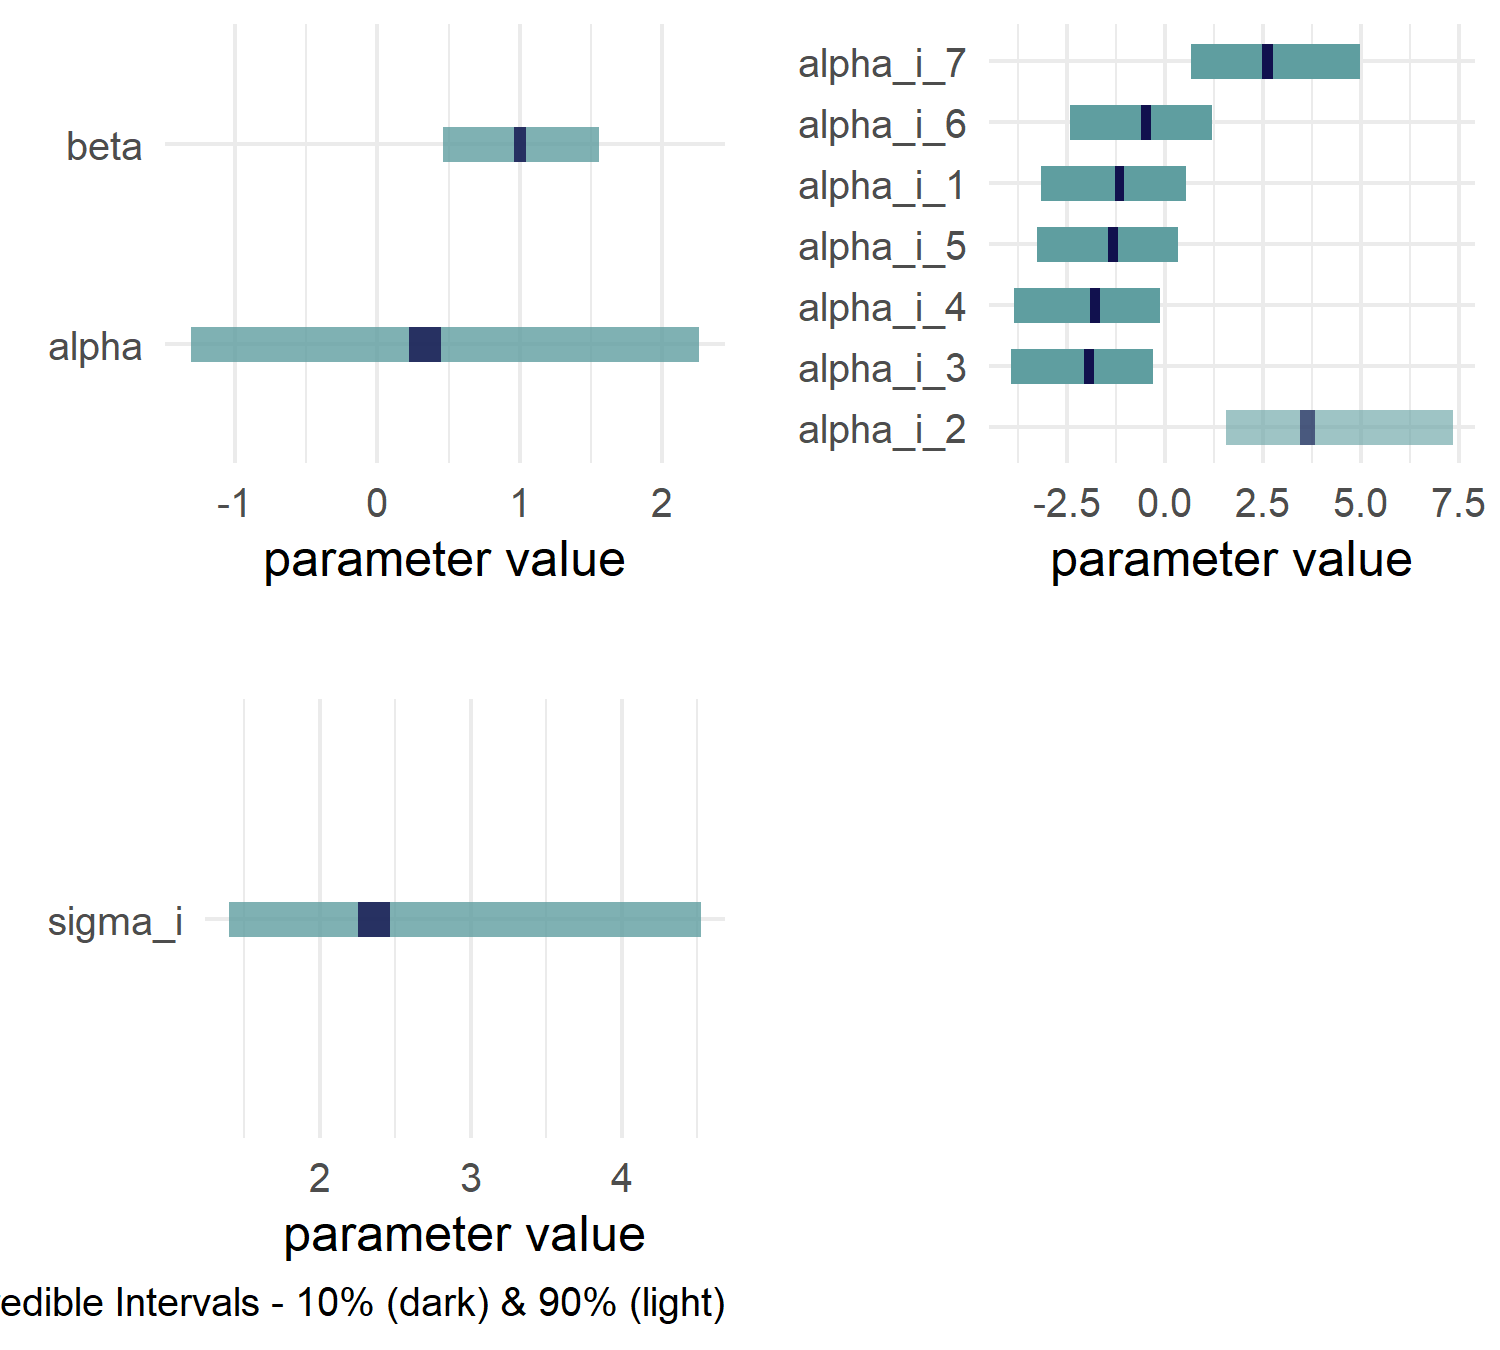 beta
alpha
-1 0 1 2
parameter value
alpha_i_7
alpha_i_6
alpha_i_1
alpha_i_5
alpha_i_4
alpha_i_3
alpha_i_2
-2.5 0.0 2.5 5.0 7.5
parameter value
sigma_i
2 3 4
parameter value
edible Intervals - 10% (dark) & 90% (light)